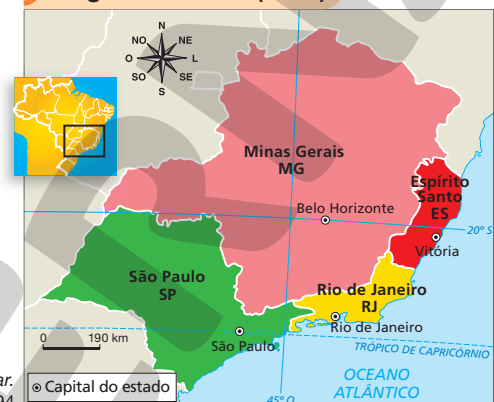 N
NO NE
O L
SO SE
S
Minas Gerais
MG
Espírito
Santo
ES
Belo Horizonte
20° S
Vitória
São Paulo
SP
Rio de Janeiro
RJ
Rio de Janeiro
0 190 km
São Paulo
TRÓPICO DE CAPRICÓRNIO
OCEANO
ATLÂNTICO
Capital do estado
45° O